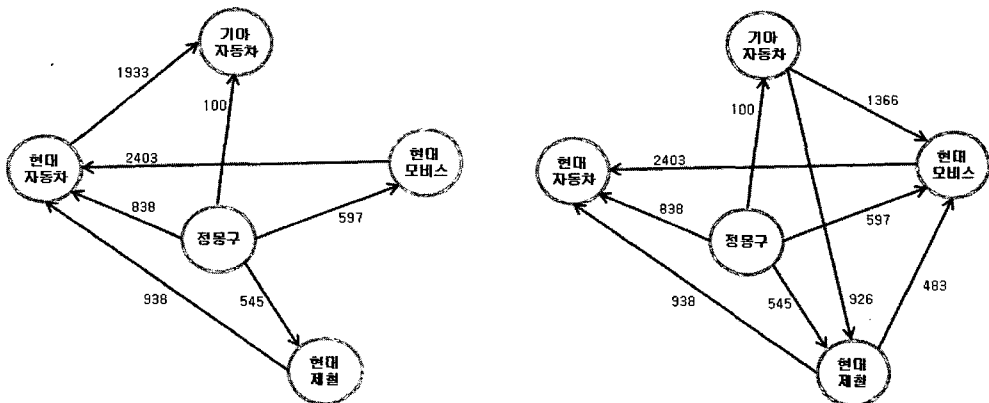 기아
자동차
1933
100
현대
자동차
2403
현대
모비스
838
597
정몽구
938
545
현대
제철
기아
자동차
1366
100
현대
자동차
2403
현대
모비스
838
597
정몽구
938
545
926
483
현대
제철